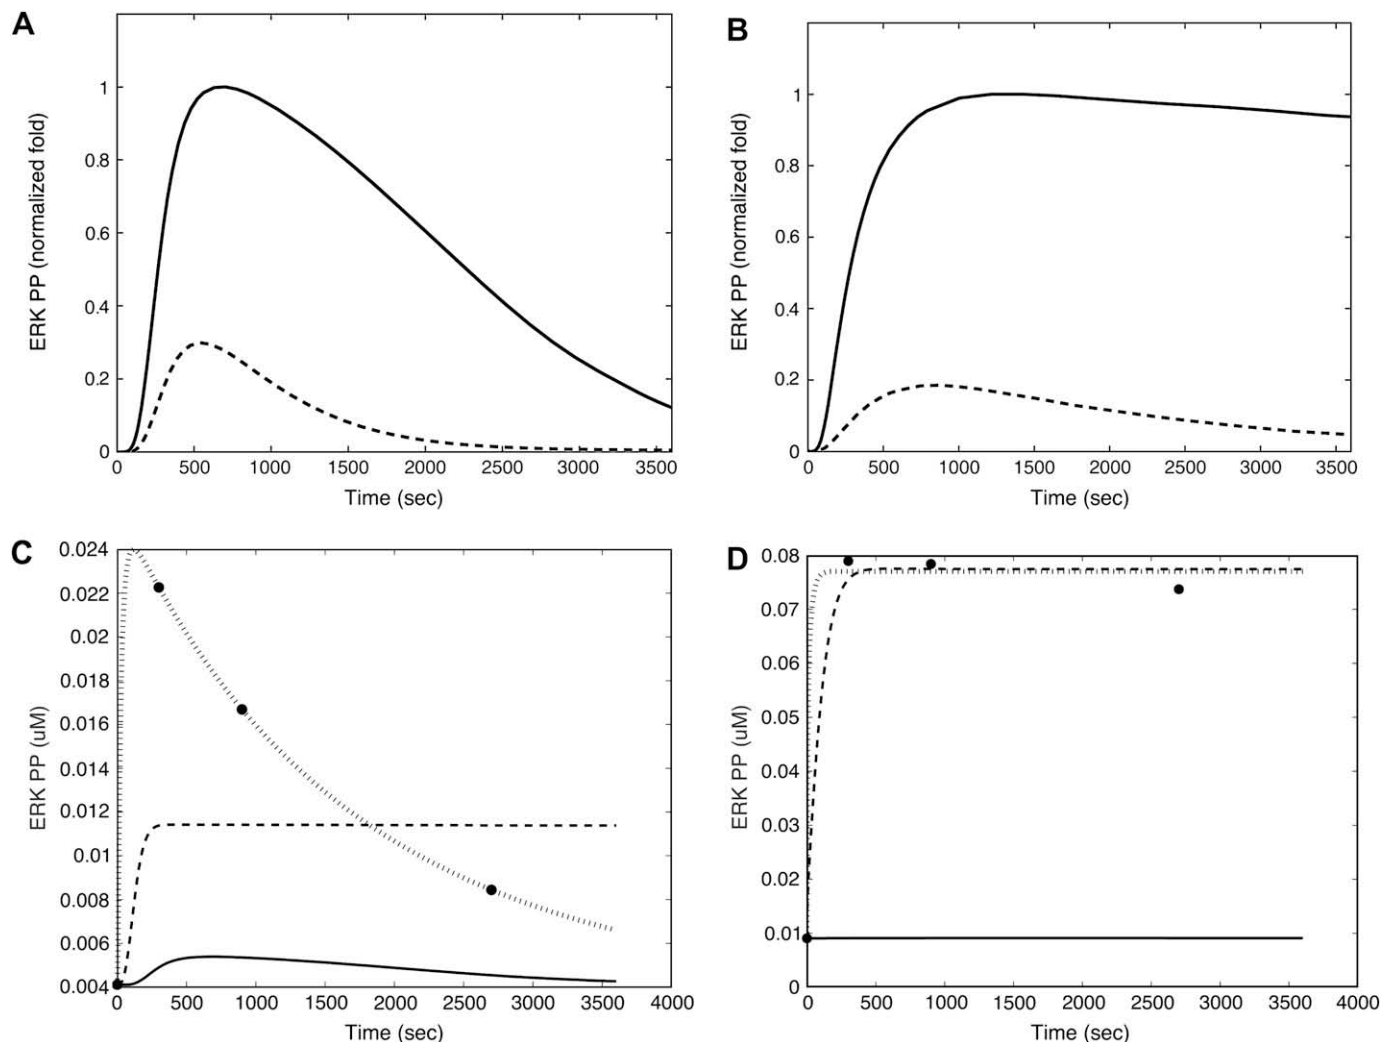 A
ERK PP (normalized fold)
1
0.8
0.6
0.4
0.2
0
0 500 1000 1500 2000 2500 3000 3500
Time (sec)
B
ERK PP (normalized fold)
1
0.8
0.6
0.4
0.2
0
0 500 1000 1500 2000 2500 3000 3500
Time (sec)
C
ERK PP (uM)
0.024
0.022
0.02
0.018
0.016
0.014
0.012
0.01
0.008
0.006
0.004
0 500 1000 1500 2000 2500 3000 3500 4000
Time (sec)
D
ERK PP (uM)
0.08
0.07
0.06
0.05
0.04
0.03
0.02
0.01
0
0 500 1000 1500 2000 2500 3000 3500 4000
Time (sec)